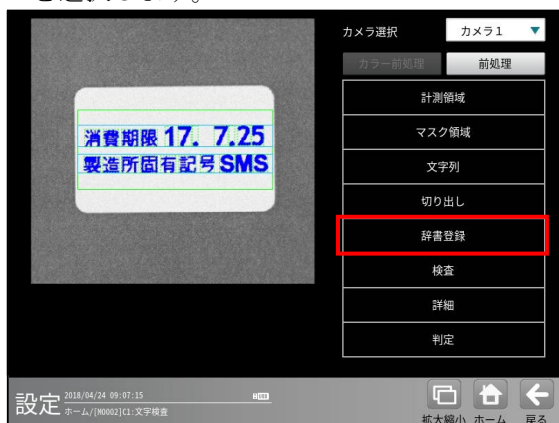 を選択します。
カメラ選択
カメラ1
カラー前処理
前処理
計測領域
マスク領域
文字列
切り出し
辞書登録
検査
詳細
判定
消費期限 17. 7.25
製造所固有記号 SMS
設定
2018/04/24 09:07:15
ホーム/[M0002]C1:文字検査
拡大縮小
ホーム
戻る